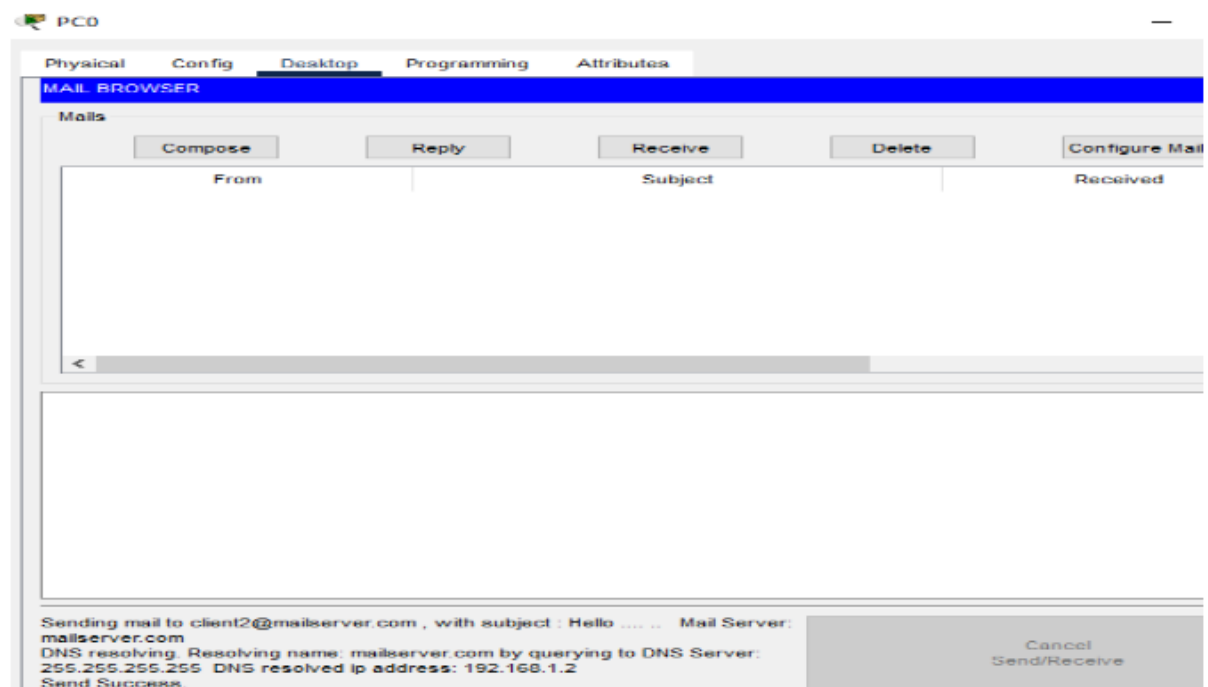 PC0
Physical Config Desktop Programming Attributes
MAIL BROWSER
Mails
Compose Reply Receive Delete Configure Mail
From Subject Received
<
Sending mail to client2@mailserver.com , with subject : Hello .... .. Mail Server:
mailserver.com
DNS resolving. Resolving name: mailserver.com by querying to DNS Server:
255.255.255.255 DNS resolved ip address: 192.168.1.2
Send Success.
Cancel
Send/Receive